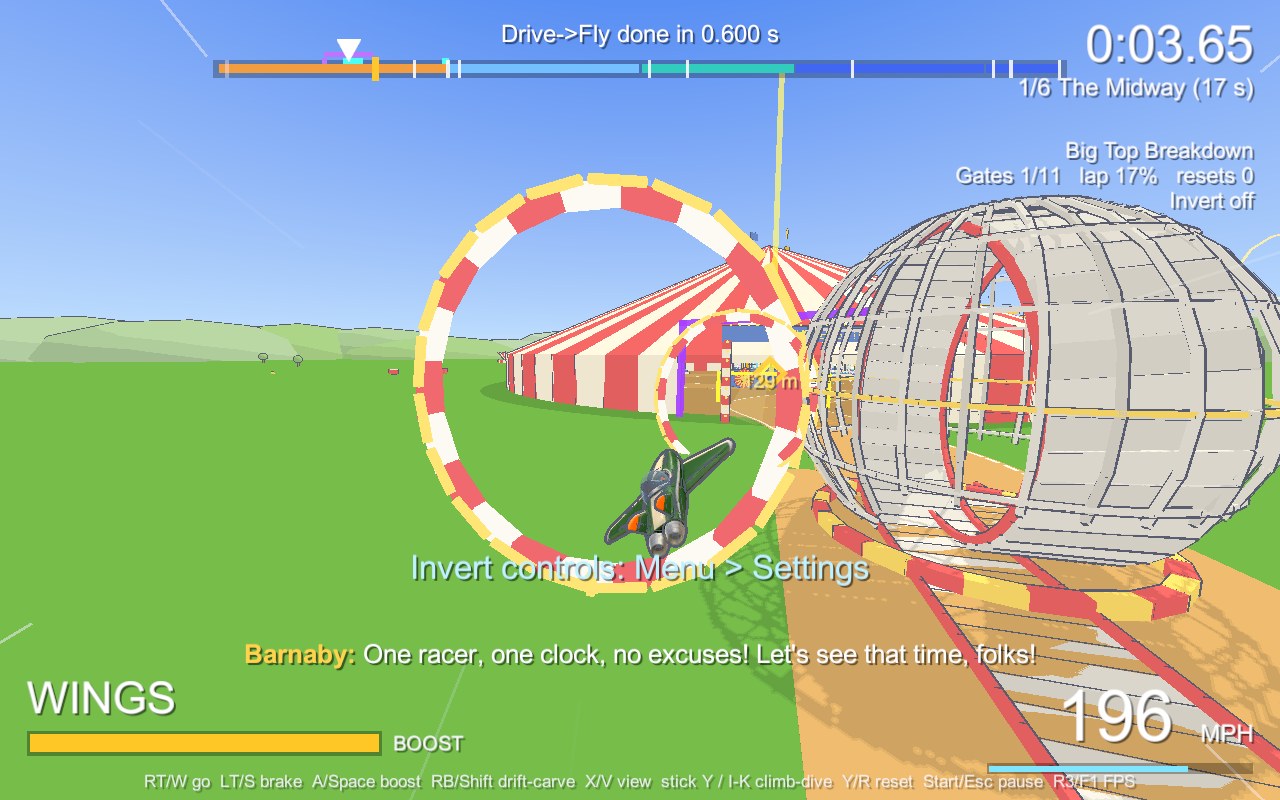 Drive->Fly done in 0.600 s
0:03.65
1/6 The Midway (17 s)
Big Top Breakdown
Gates 1/11 lap 17% resets 0
Invert off
129 m
Invert controls: Menu > Settings
Barnaby: One racer, one clock, no excuses! Let's see that time, folks!
WINGS
BOOST
196 MPH
RT/W go LT/S brake A/Space boost RB/Shift drift-carve X/V view stick Y / I-K climb-dive Y/R reset Start/Esc pause R3/F1 FPS